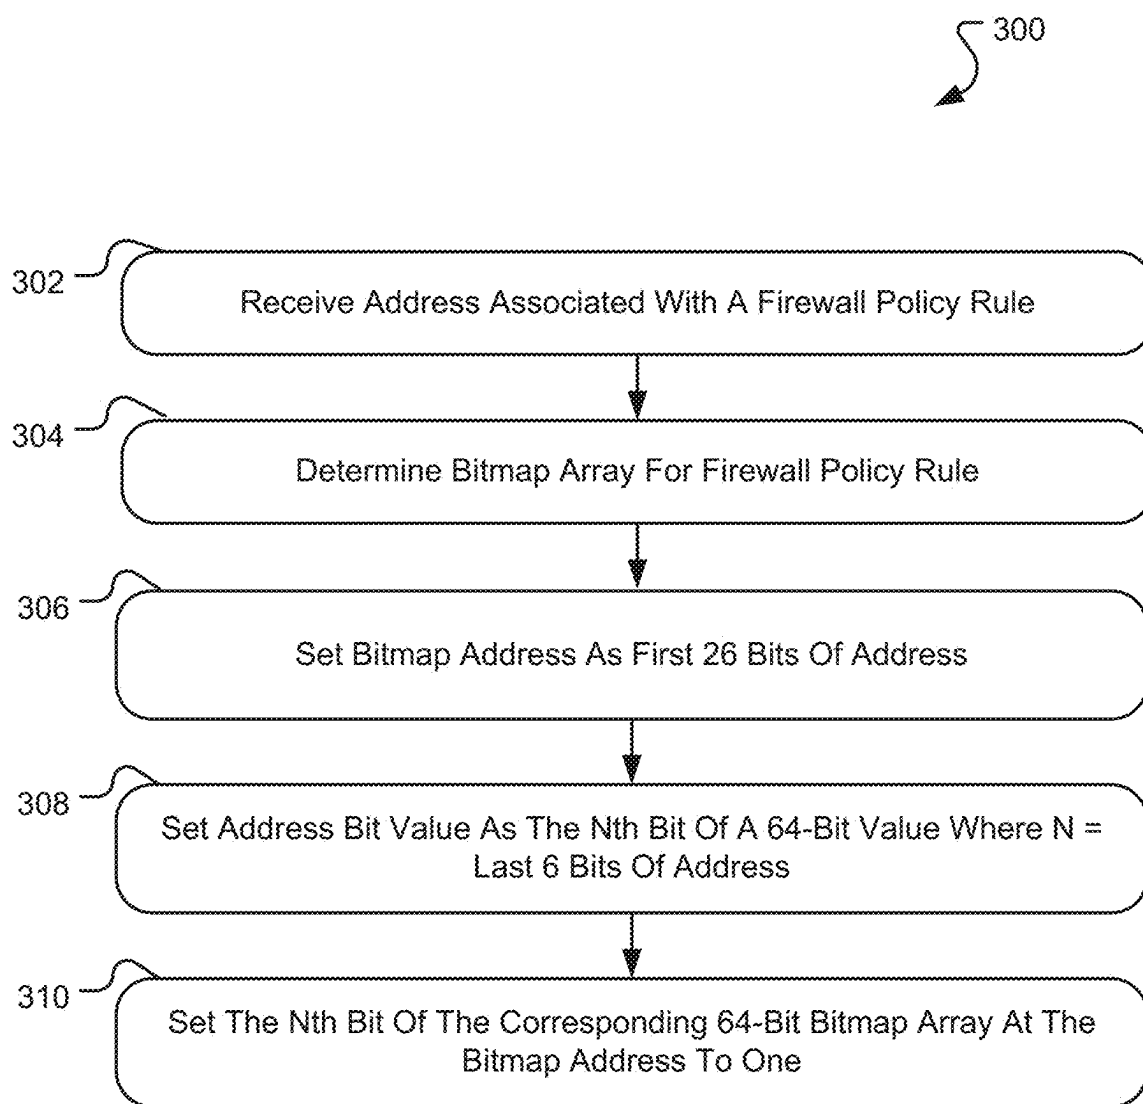 300
302
Receive Address Associated With A Firewall Policy Rule
304
Determine Bitmap Array For Firewall Policy Rule
306
Set Bitmap Address As First 26 Bits Of Address
308
Set Address Bit Value As The Nth Bit Of A 64-Bit Value Where N =
Last 6 Bits Of Address
310
Set The Nth Bit Of The Corresponding 64-Bit Bitmap Array At The
Bitmap Address To One